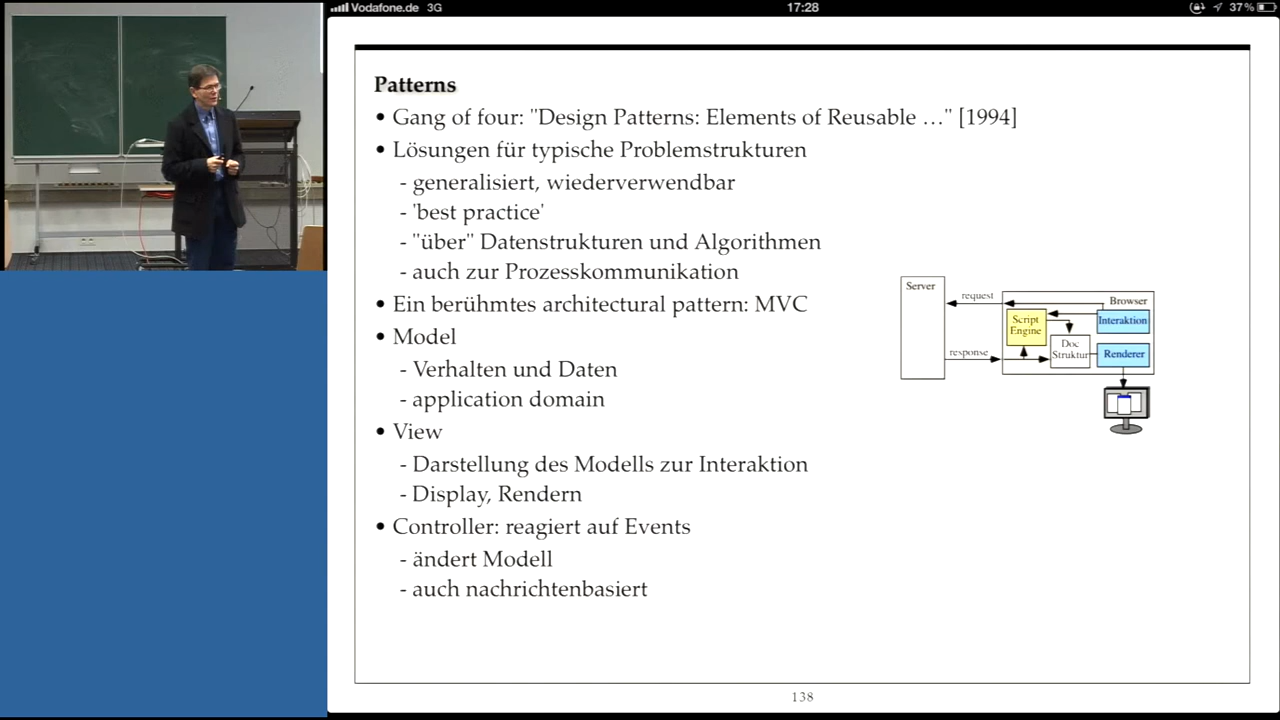 Vodafone.de 3G 17:28 37%
Patterns
• Gang of four: "Design Patterns: Elements of Reusable …" [1994]
• Lösungen für typische Problemstrukturen
- generalisiert, wiederverwendbar
- 'best practice'
- "über" Datenstrukturen und Algorithmen
- auch zur Prozesskommunikation
• Ein berühmtes architectural pattern: MVC
• Model
- Verhalten und Daten
- application domain
• View
- Darstellung des Modells zur Interaktion
- Display, Rendern
• Controller: reagiert auf Events
- ändert Modell
- auch nachrichtenbasiert
Server
request
response
Browser
Script
Engine
Interaktion
Doc
Struktur
Renderer
138